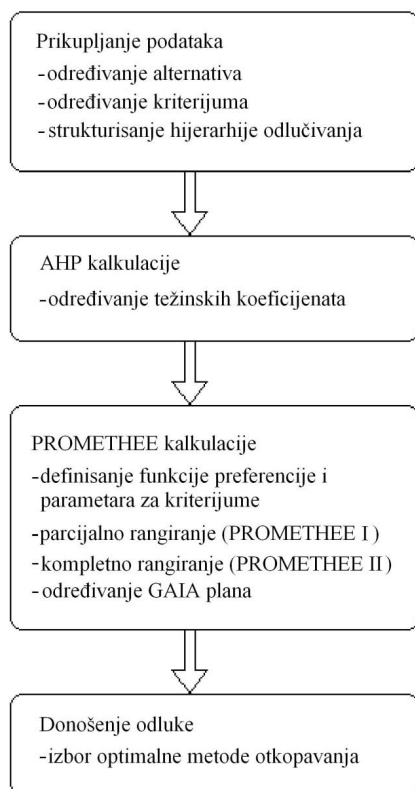 Prikupljanje podataka
-određivanje alternativa
-određivanje kriterijuma
-strukturisanje hijerarhije odlučivanja
AHP kalkulacije
-određivanje težinskih koeficijenata
PROMETHEE kalkulacije
-definisanje funkcije preferencije i
parametara za kriterijume
-parcijalno rangiranje (PROMETHEE I)
-kompletno rangiranje (PROMETHEE II)
-određivanje GAIA plana
Donošenje odluke
-izbor optimalne metode otkopavanja